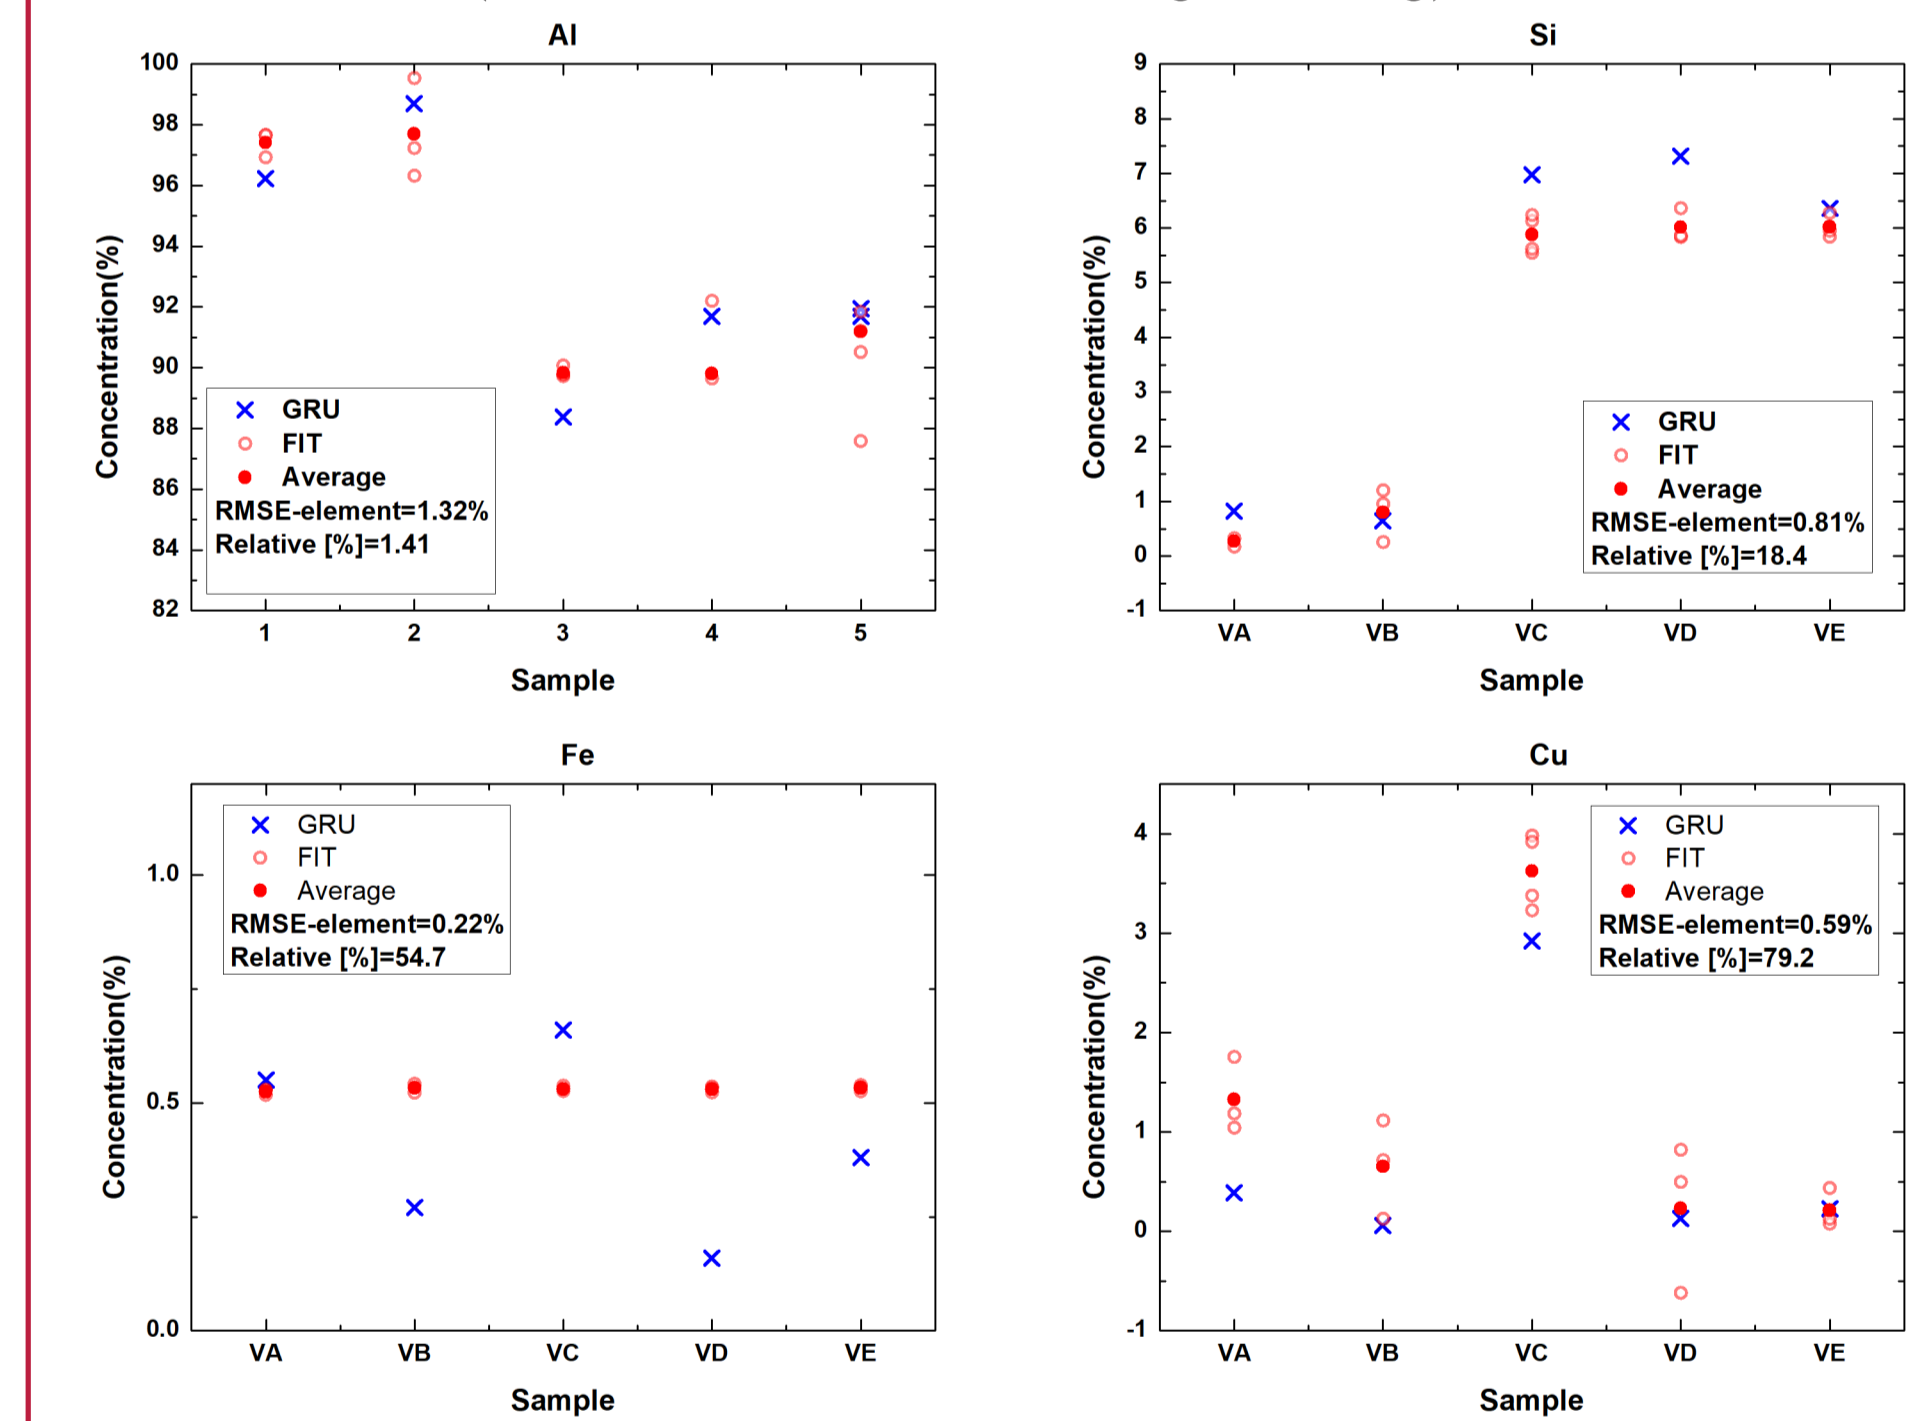 Al
100
98
96
94
92
90
88
86
84
82
Concentration(%)
GRU
FIT
Average
RMSE-element=1.32%
Relative [%]=1.41
1 2 3 4 5
Sample
Si
9
8
7
6
5
4
3
2
1
0
-1
Concentration(%)
GRU
FIT
Average
RMSE-element=0.81%
Relative [%]=18.4
VA VB VC VD VE
Sample
Fe
1.0
0.5
0.0
Concentration(%)
GRU
FIT
Average
RMSE-element=0.22%
Relative [%]=54.7
VA VB VC VD VE
Sample
Cu
4
3
2
1
0
-1
Concentration(%)
GRU
FIT
Average
RMSE-element=0.59%
Relative [%]=79.2
VA VB VC VD VE
Sample